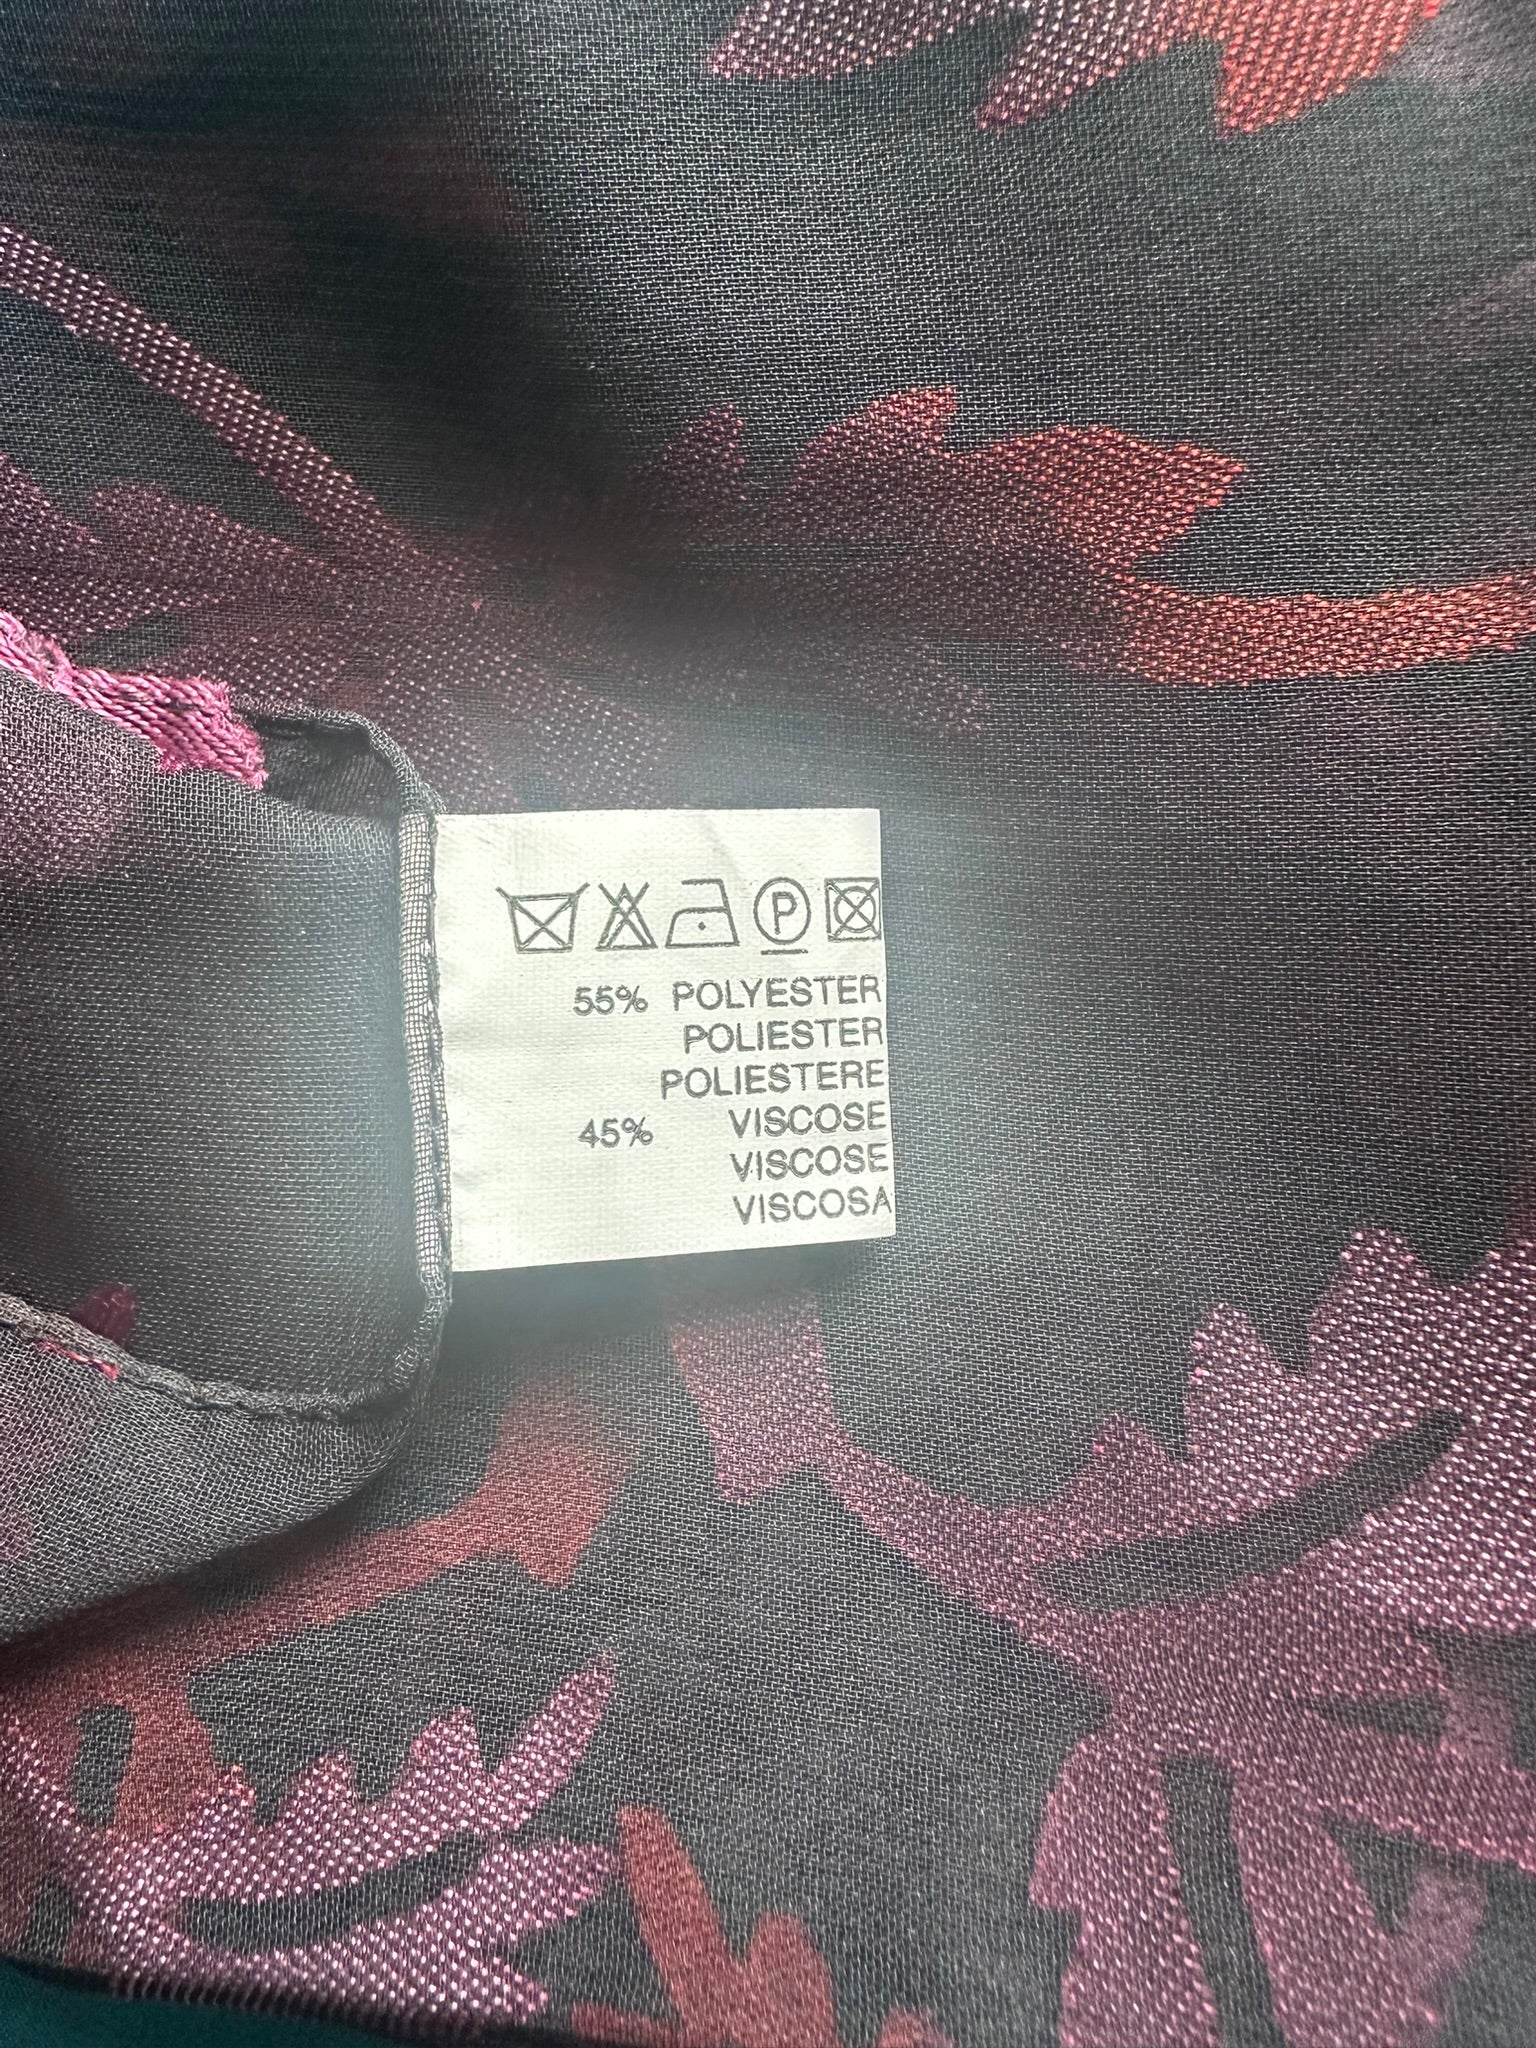 P
55% POLYESTER
POLIESTER
POLIESTERE
45% VISCOSE
VISCOSE
VISCOSA